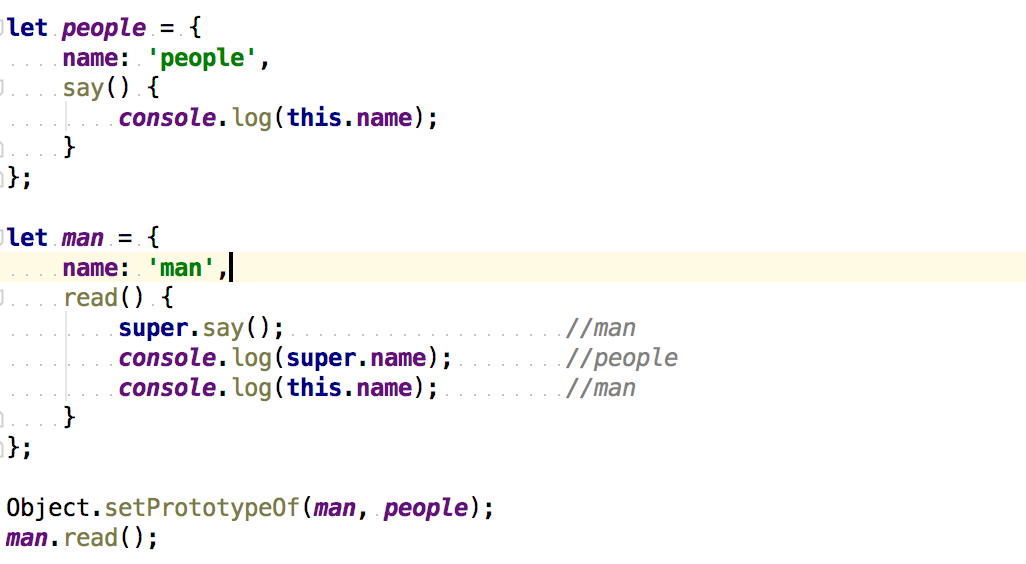 let people = {
    name: 'people',
    say() {
        console.log(this.name);
    }
};

let man = {
    name: 'man',
    read() {
        super.say();                    //man
        console.log(super.name);        //people
        console.log(this.name);         //man
    }
};

Object.setPrototypeOf(man, people);
man.read();